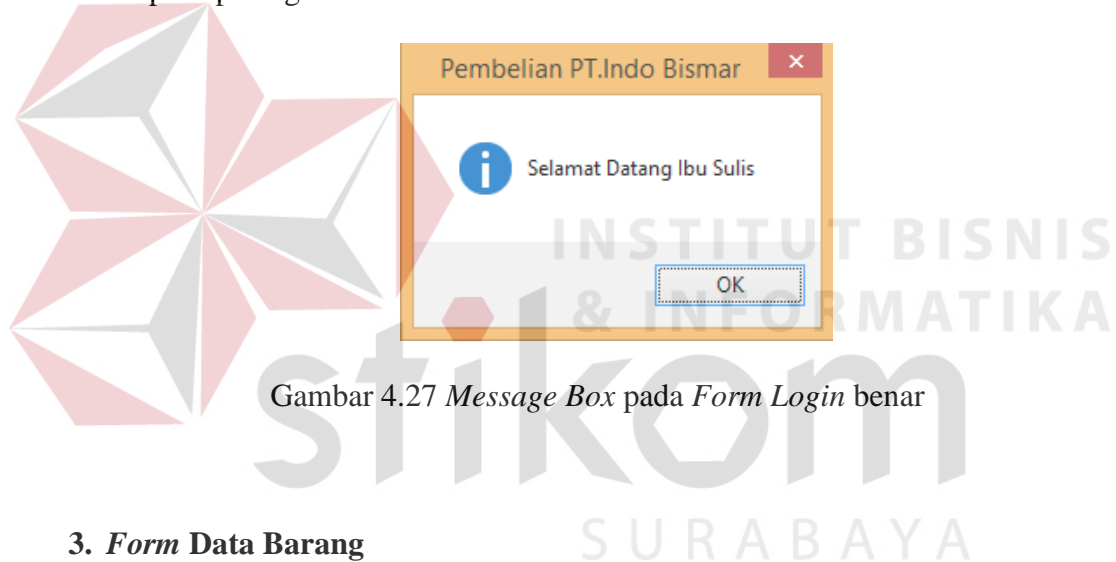 Pembelian PT.Indo Bismar
Selamat Datang Ibu Sulis
OK
INSTITUT BISNIS
& INFORMATIKA
stikom
SURABAYA
Gambar 4.27 Message Box pada Form Login benar
3. Form Data Barang